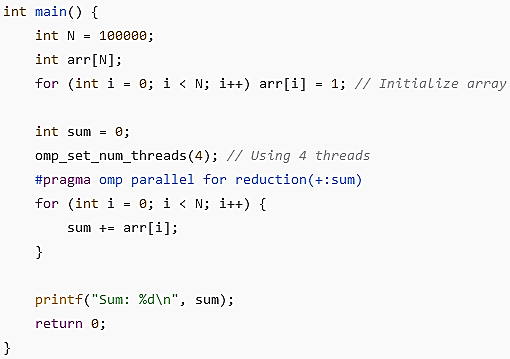 int main() {
    int N = 100000;
    int arr[N];
    for (int i = 0; i < N; i++) arr[i] = 1; // Initialize array

    int sum = 0;
    omp_set_num_threads(4); // Using 4 threads
    #pragma omp parallel for reduction(+:sum)
    for (int i = 0; i < N; i++) {
        sum += arr[i];
    }

    printf("Sum: %d\n", sum);
    return 0;
}